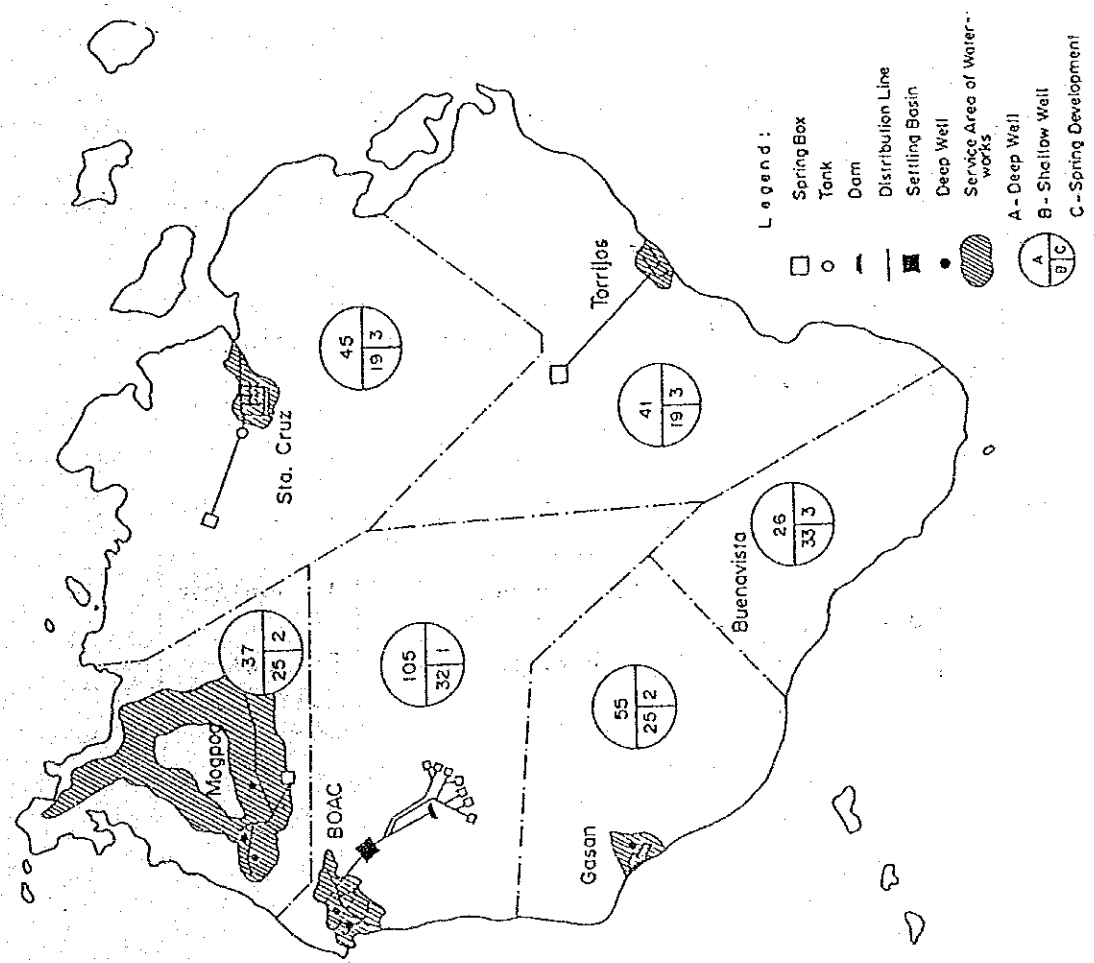 Mogpog
37
25 2
BOAC
105
32 1
Sta. Cruz
45
19 3
Torrijos
41
19 3
Buenavista
26
33 3
Gasan
55
25 2
Legend:
Spring Box
Tank
Dam
Distribution Line
Settling Basin
Deep Well
Service Area of Water-
works
A
B C
A - Deep Well
B - Shallow Well
C - Spring Development